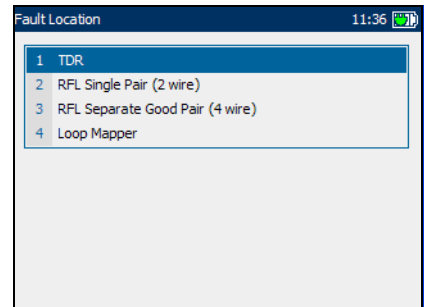 Fault Location 11:36
1 TDR
2 RFL Single Pair (2 wire)
3 RFL Separate Good Pair (4 wire)
4 Loop Mapper